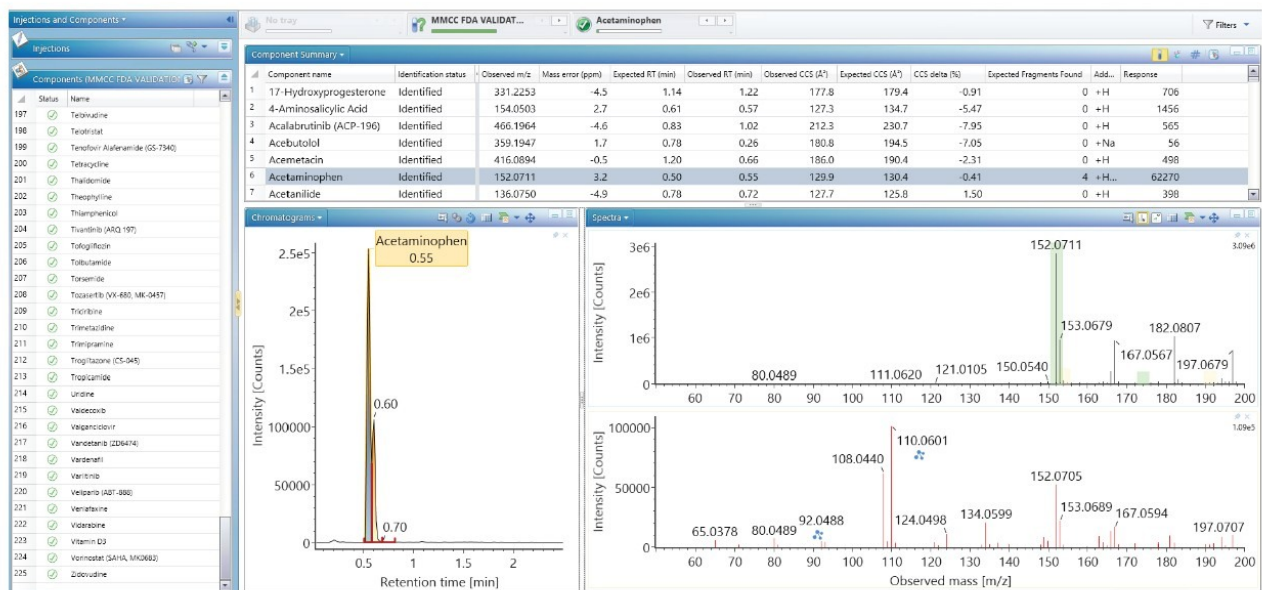 Injections and Components
No tray
MMCC FDA VALIDAT...
Acetaminophen
Filters
Injections
Components (MMCC FDA VALIDATION
Status Name
197 Telbivudine
198 Telotristat
199 Tenofovir Alafenamide (GS-7340)
200 Tetracycline
201 Thalidomide
202 Theophylline
203 Thiamphenicol
204 Tivantinib (ARQ 197)
205 Tofogliflozin
206 Tolbutamide
207 Torsemide
208 Tozasertib (VX-680, MK-0457)
209 Triciribine
210 Trimetazidine
211 Trimipramine
212 Troglitazone (CS-045)
213 Tropicamide
214 Uridine
215 Valdecoxib
216 Valganciclovir
217 Vandetanib (ZD6474)
218 Vardenafil
219 Varlitinib
220 Veliparib (ABT-888)
221 Venlafaxine
222 Vidarabine
223 Vitamin D3
224 Vorinostat (SAHA, MK0683)
225 Zidovudine
Component Summary
Component name Identification status Observed m/z Mass error (ppm) Expected RT (min) Observed RT (min) Observed CCS (Å²) Expected CCS (Å²) CCS delta (%) Expected Fragments Found Add... Response
1 17-Hydroxyprogesterone Identified 331.2253 -4.5 1.14 1.22 177.8 179.4 -0.91 0 +H 706
2 4-Aminosalicylic Acid Identified 154.0503 2.7 0.61 0.57 127.3 134.7 -5.47 0 +H 1456
3 Acalabrutinib (ACP-196) Identified 466.1964 -4.6 0.83 1.02 212.3 230.7 -7.95 0 +H 565
4 Acebutolol Identified 359.1947 1.7 0.78 0.26 180.8 194.5 -7.05 0 +Na 56
5 Acemetacin Identified 416.0894 -0.5 1.20 0.66 186.0 190.4 -2.31 0 +H 498
6 Acetaminophen Identified 152.0711 3.2 0.50 0.55 129.9 130.4 -0.41 4 +H... 62270
7 Acetanilide Identified 136.0750 -4.9 0.78 0.72 127.7 125.8 1.50 0 +H 398
Chromatograms
Acetaminophen
0.55
2.5e5
2e5
1.5e5
100000
50000
0
0.60
0.70
0.5 1 1.5 2
Intensity [Counts]
Retention time [min]
Spectra
3.09e6
3e6
2e6
1e6
0
Intensity [Counts]
152.0711
153.0679
182.0807
167.0567
197.0679
150.0540
121.0105
111.0620
80.0489
60 70 80 90 100 110 120 130 140 150 160 170 180 190 200
1.09e5
100000
50000
0
Intensity [Counts]
110.0601
108.0440
152.0705
153.0689
167.0594
134.0599
124.0498
92.0488
80.0489
65.0378
197.0707
60 70 80 90 100 110 120 130 140 150 160 170 180 190 200
Observed mass [m/z]